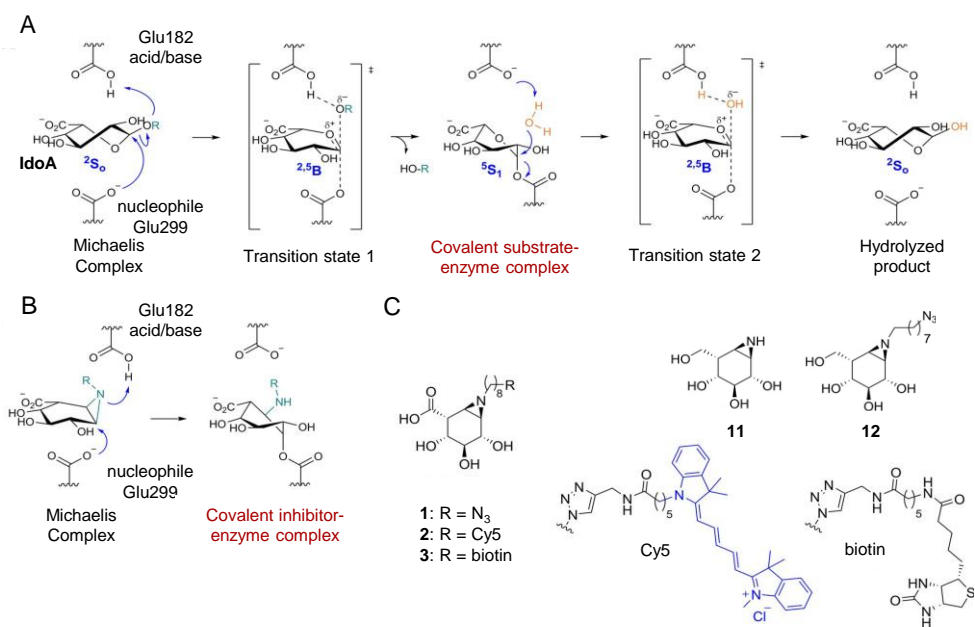 A
Glu182
acid/base
IdoA
²Sₒ
nucleophile
Glu299
Michaelis
Complex
‡
²,⁵B
Transition state 1
HO-R
⁵S₁
Covalent substrate-
enzyme complex
‡
²,⁵B
Transition state 2
²Sₒ
Hydrolyzed
product
B
Glu182
acid/base
nucleophile
Glu299
Michaelis
Complex
Covalent inhibitor-
enzyme complex
C
1: R = N₃
2: R = Cy5
3: R = biotin
11
12
Cy5
Cl⁻
biotin